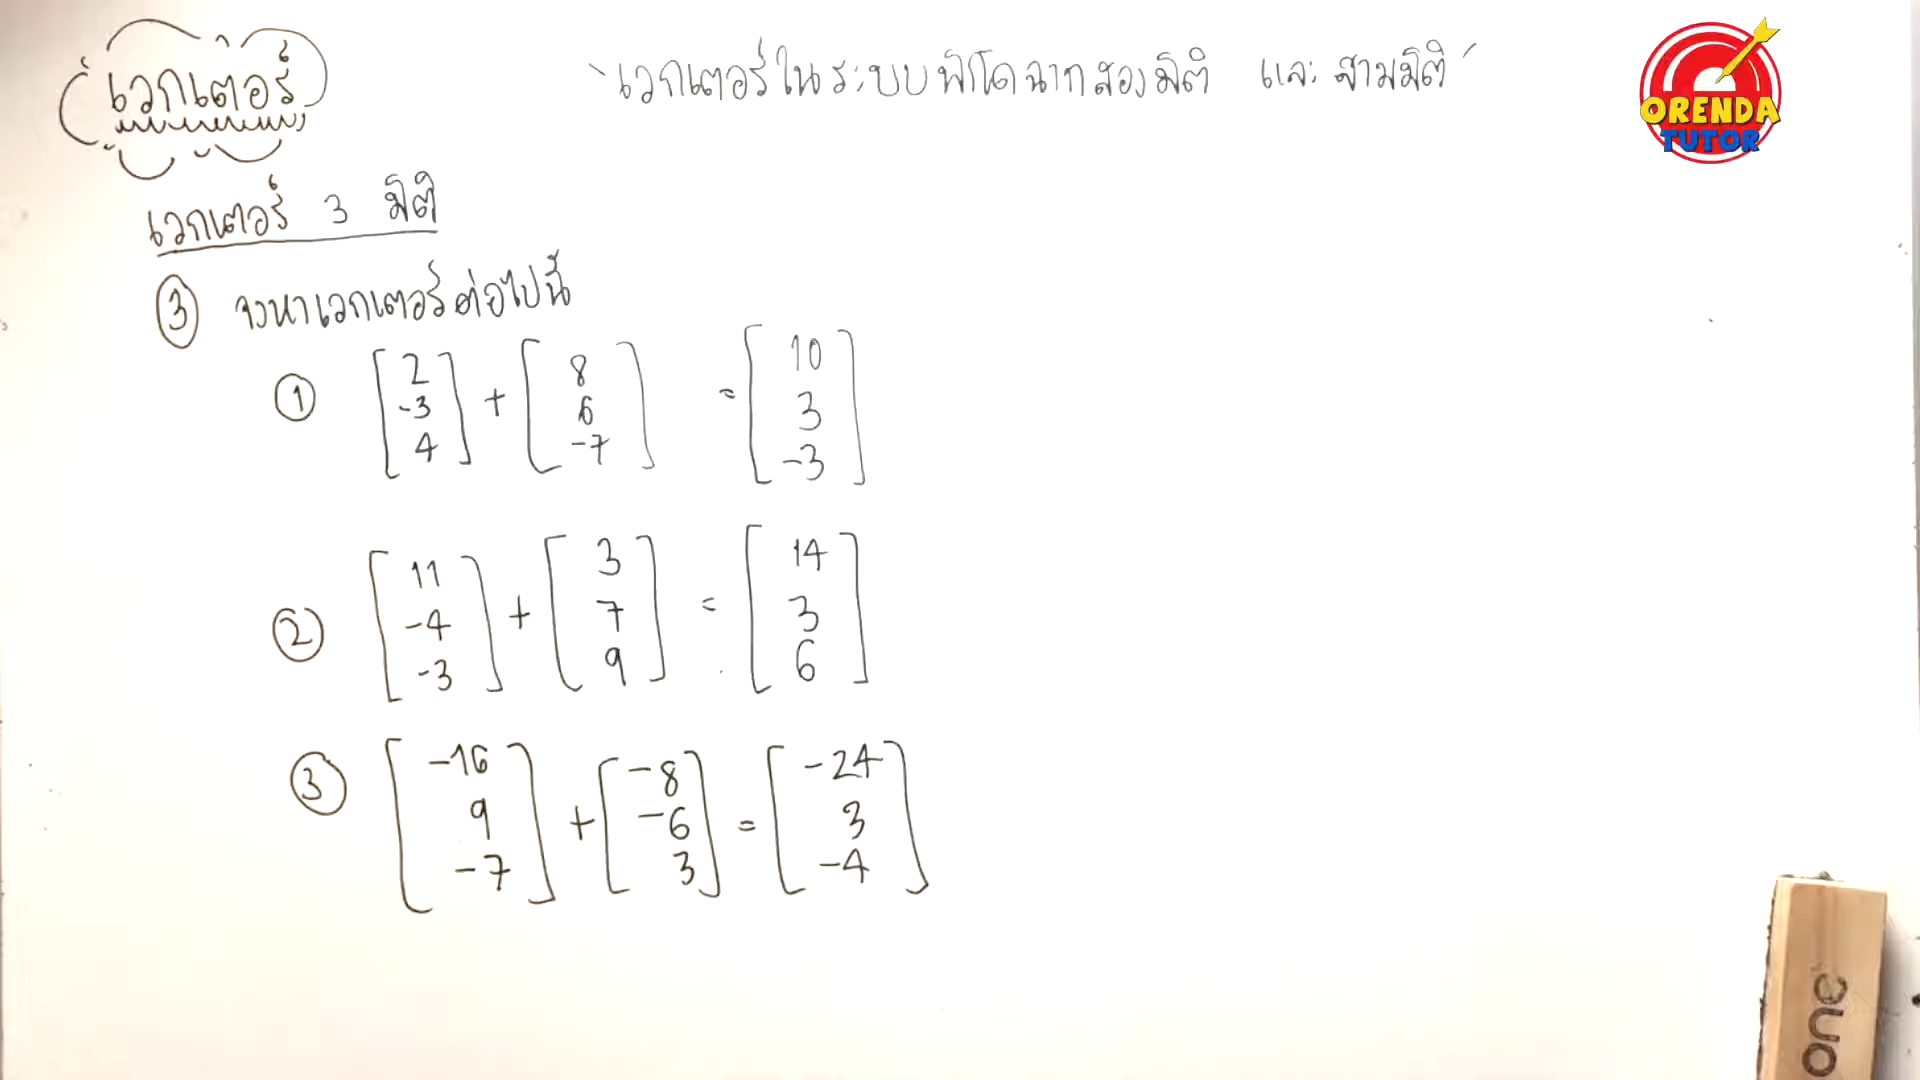 เวกเตอร์
"เวกเตอร์ในระบบพิกัดฉากสองมิติ และ สามมิติ"
ORENDA
TUTOR
เวกเตอร์ 3 มิติ
③ จงหาเวกเตอร์ต่อไปนี้
① [2 -3 4] + [8 6 -7] = [10 3 -3]
② [11 -4 -3] + [3 7 9] = [14 3 6]
③ [-16 9 -7] + [-8 -6 3] = [-24 3 -4]
one